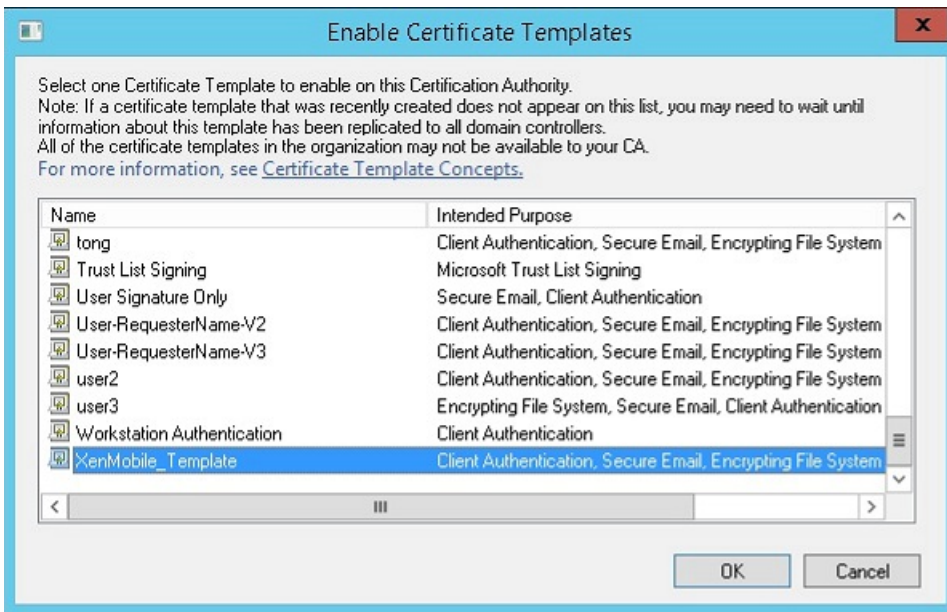 Enable Certificate Templates
x
Select one Certificate Template to enable on this Certification Authority.
Note: If a certificate template that was recently created does not appear on this list, you may need to wait until
information about this template has been replicated to all domain controllers.
All of the certificate templates in the organization may not be available to your CA.
For more information, see Certificate Template Concepts.
Name Intended Purpose
tong Client Authentication, Secure Email, Encrypting File System
Trust List Signing Microsoft Trust List Signing
User Signature Only Secure Email, Client Authentication
User-RequesterName-V2 Client Authentication, Secure Email, Encrypting File System
User-RequesterName-V3 Client Authentication, Secure Email, Encrypting File System
user2 Client Authentication, Secure Email, Encrypting File System
user3 Encrypting File System, Secure Email, Client Authentication
Workstation Authentication Client Authentication
XenMobile_Template Client Authentication, Secure Email, Encrypting File System
OK Cancel